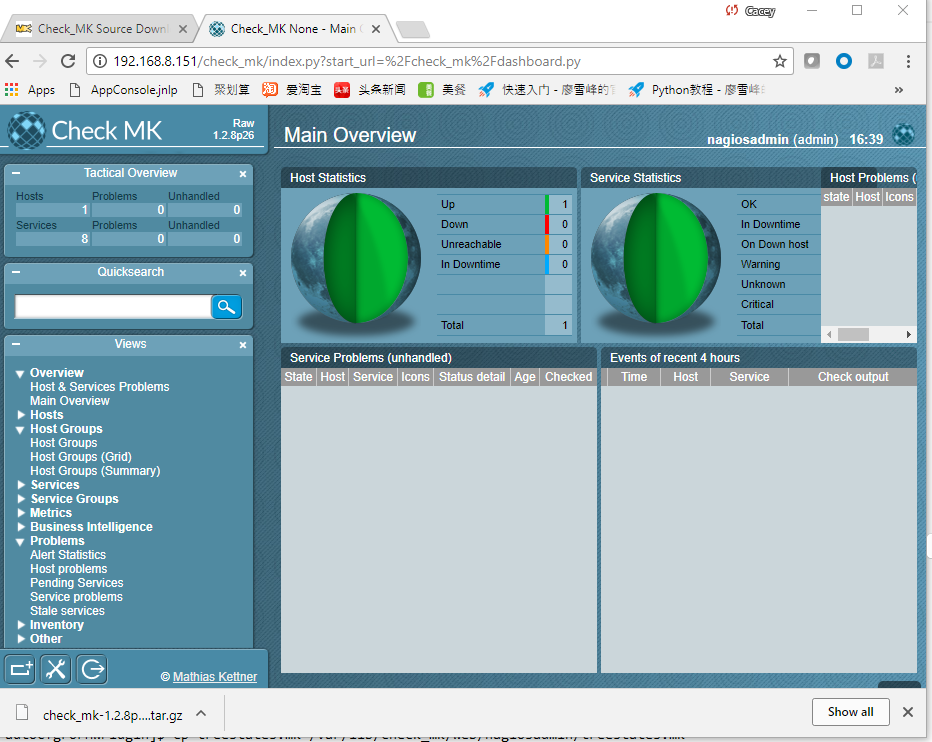 Cacey
Check_MK Source Downl
Check_MK None - Main
192.168.8.151/check_mk/index.py?start_url=%2Fcheck_mk%2Fdashboard.py
Apps
AppConsole.jnlp
聚划算
淘
爱淘宝
头条
头条新闻
美餐
快速入门 - 廖雪峰的
Python教程 - 廖雪峰
»
Check MK
Raw
1.2.8p26
Main Overview
nagiosadmin (admin) 16:39
Tactical Overview
Hosts Problems Unhandled
1 0 0
Services Problems Unhandled
8 0 0
Quicksearch
Views
Overview
Host & Services Problems
Main Overview
Hosts
Host Groups
Host Groups
Host Groups (Grid)
Host Groups (Summary)
Services
Service Groups
Metrics
Business Intelligence
Problems
Alert Statistics
Host problems
Pending Services
Service problems
Stale services
Inventory
Other
© Mathias Kettner
Host Statistics
Up 1
Down 0
Unreachable 0
In Downtime 0
Total 1
Service Statistics
OK
In Downtime
On Down host
Warning
Unknown
Critical
Total
Host Problems (
state Host Icons
Service Problems (unhandled)
State Host Service Icons Status detail Age Checked
Events of recent 4 hours
Time Host Service Check output
check_mk-1.2.8p....tar.gz
Show all